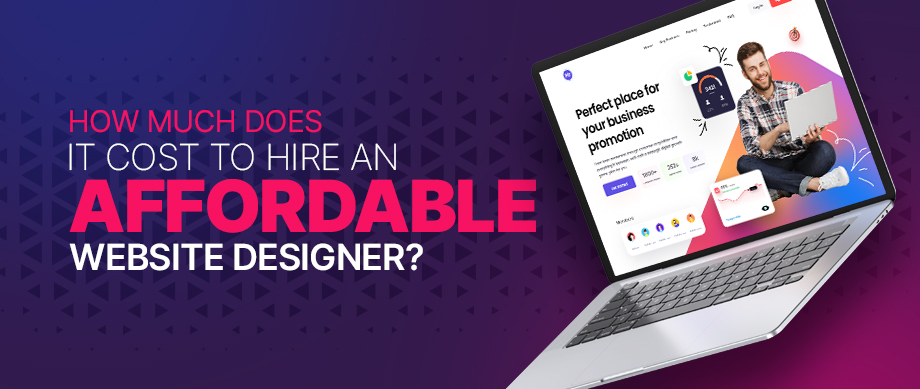 HOW MUCH DOES
IT COST TO HIRE AN
AFFORDABLE
WEBSITE DESIGNER?
Perfect place for
your business
promotion